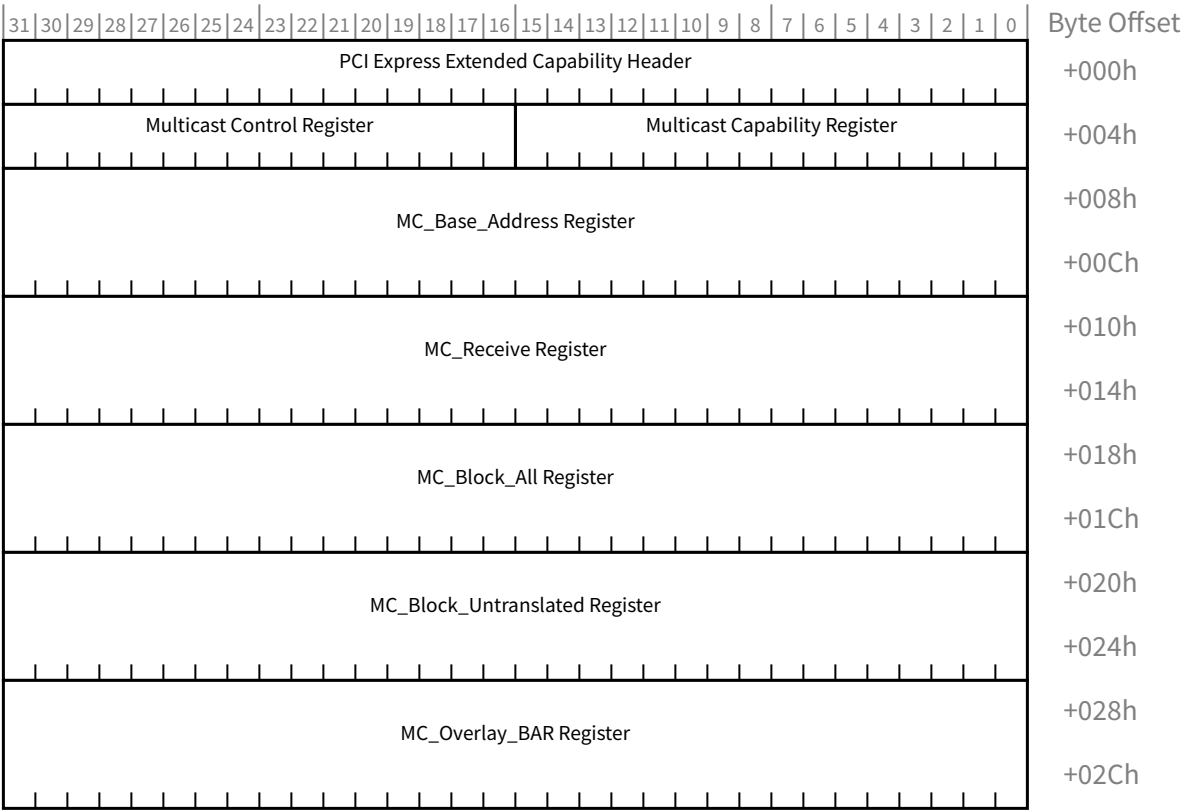 31 30 29 28 27 26 25 24 23 22 21 20 19 18 17 16 15 14 13 12 11 10 9 8 7 6 5 4 3 2 1 0 Byte Offset
PCI Express Extended Capability Header +000h
Multicast Control Register Multicast Capability Register +004h
+008h
MC_Base_Address Register
+00Ch
+010h
MC_Receive Register
+014h
+018h
MC_Block_All Register
+01Ch
+020h
MC_Block_Untranslated Register
+024h
+028h
MC_Overlay_BAR Register
+02Ch